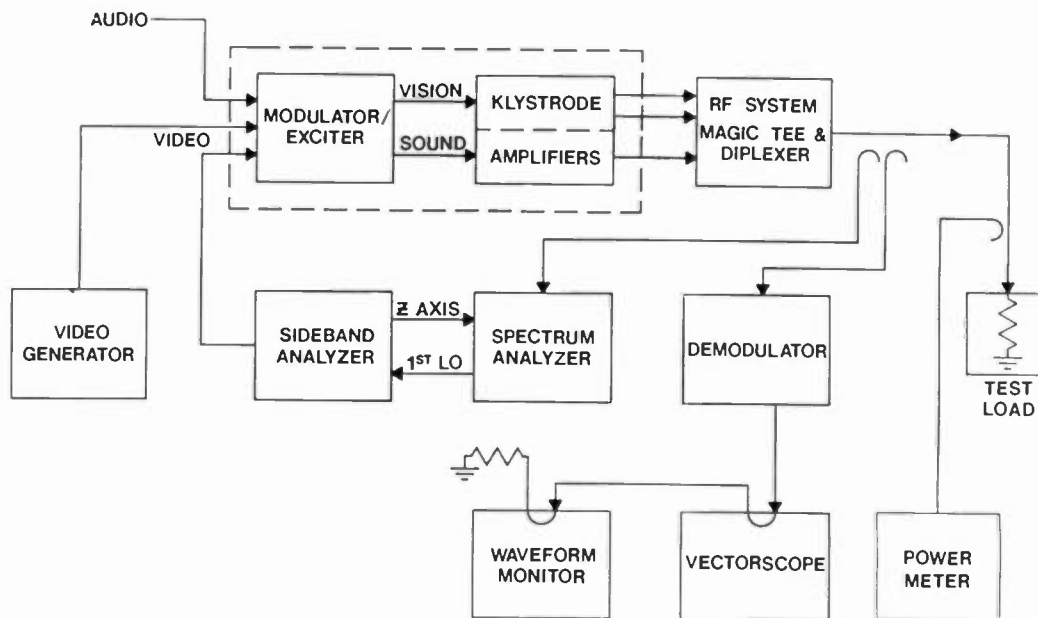 AUDIO
VIDEO
MODULATOR/
EXCITER
VISION
SOUND
KLYSTRODE
AMPLIFIERS
RF SYSTEM
MAGIC TEE &
DIPLEXER
VIDEO
GENERATOR
SIDEBAND
ANALYZER
Z AXIS
1ST LO
SPECTRUM
ANALYZER
DEMODULATOR
TEST
LOAD
WAVEFORM
MONITOR
VECTORSCOPE
POWER
METER